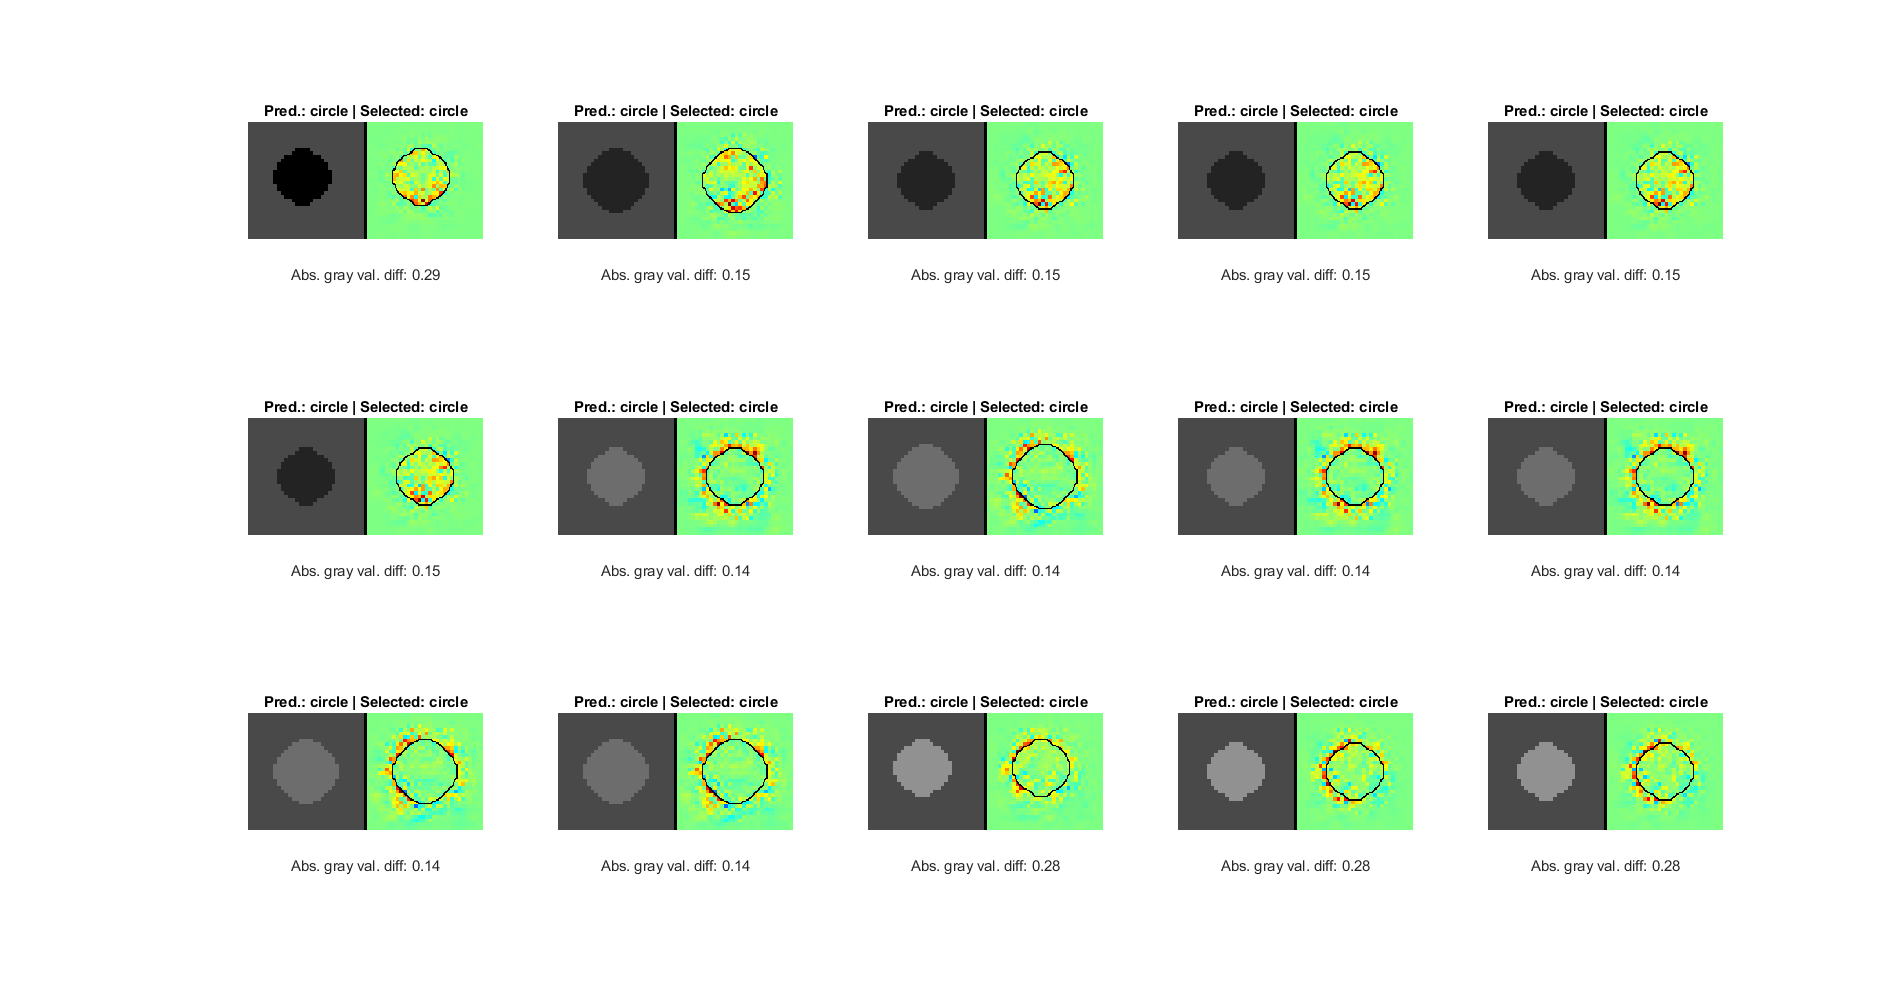 Pred.: circle | Selected: circle
Pred.: circle | Selected: circle
Pred.: circle | Selected: circle
Pred.: circle | Selected: circle
Pred.: circle | Selected: circle
Abs. gray val. diff: 0.29
Abs. gray val. diff: 0.15
Abs. gray val. diff: 0.15
Abs. gray val. diff: 0.15
Abs. gray val. diff: 0.15
Pred.: circle | Selected: circle
Pred.: circle | Selected: circle
Pred.: circle | Selected: circle
Pred.: circle | Selected: circle
Pred.: circle | Selected: circle
Abs. gray val. diff: 0.15
Abs. gray val. diff: 0.14
Abs. gray val. diff: 0.14
Abs. gray val. diff: 0.14
Abs. gray val. diff: 0.14
Pred.: circle | Selected: circle
Pred.: circle | Selected: circle
Pred.: circle | Selected: circle
Pred.: circle | Selected: circle
Pred.: circle | Selected: circle
Abs. gray val. diff: 0.14
Abs. gray val. diff: 0.14
Abs. gray val. diff: 0.28
Abs. gray val. diff: 0.28
Abs. gray val. diff: 0.28